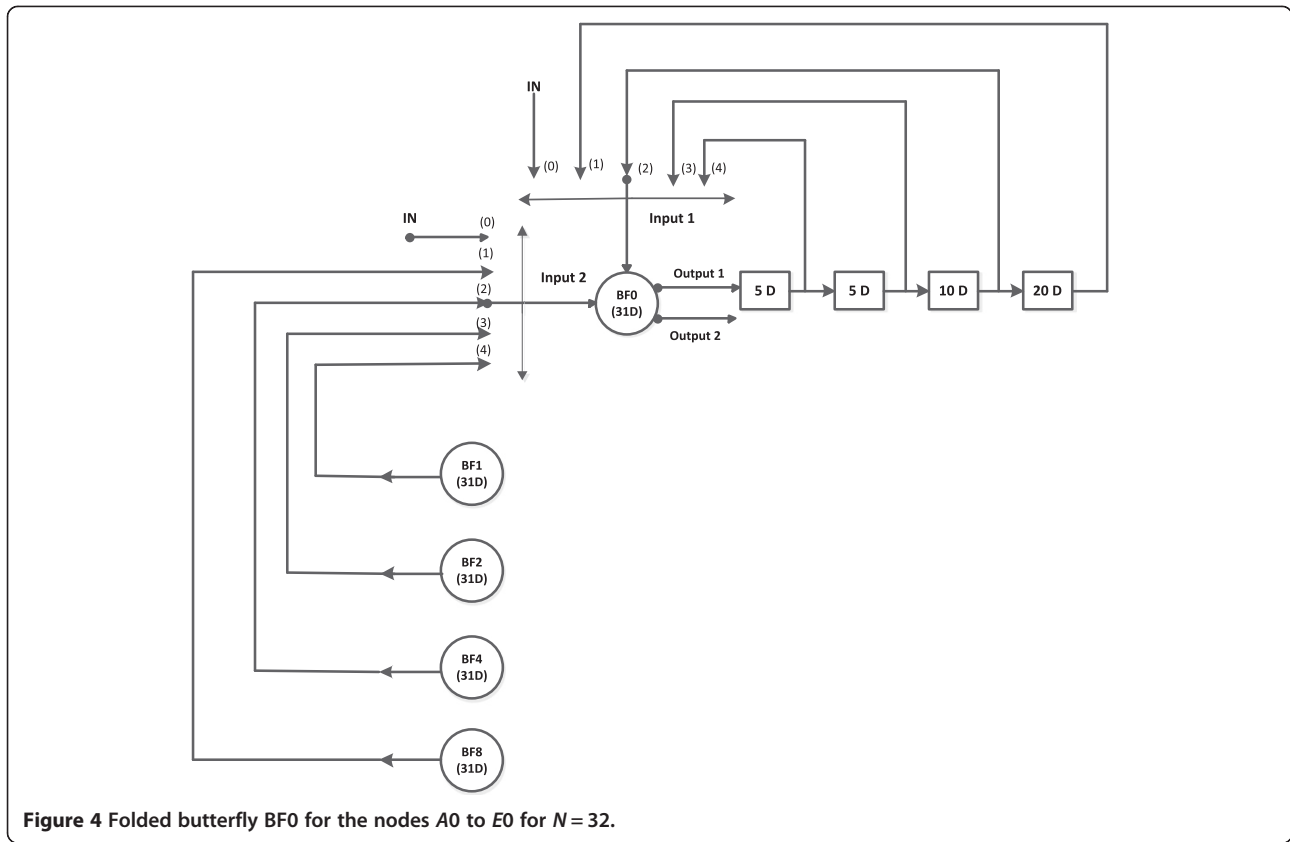 IN
(0)
(1)
(2)
(3)
(4)
Input 1
IN
(0)
(1)
(2)
(3)
(4)
Input 2
BF0
(31D)
Output 1
Output 2
5 D
5 D
10 D
20 D
BF1
(31D)
BF2
(31D)
BF4
(31D)
BF8
(31D)
Figure 4 Folded butterfly BF0 for the nodes A0 to E0 for N = 32.